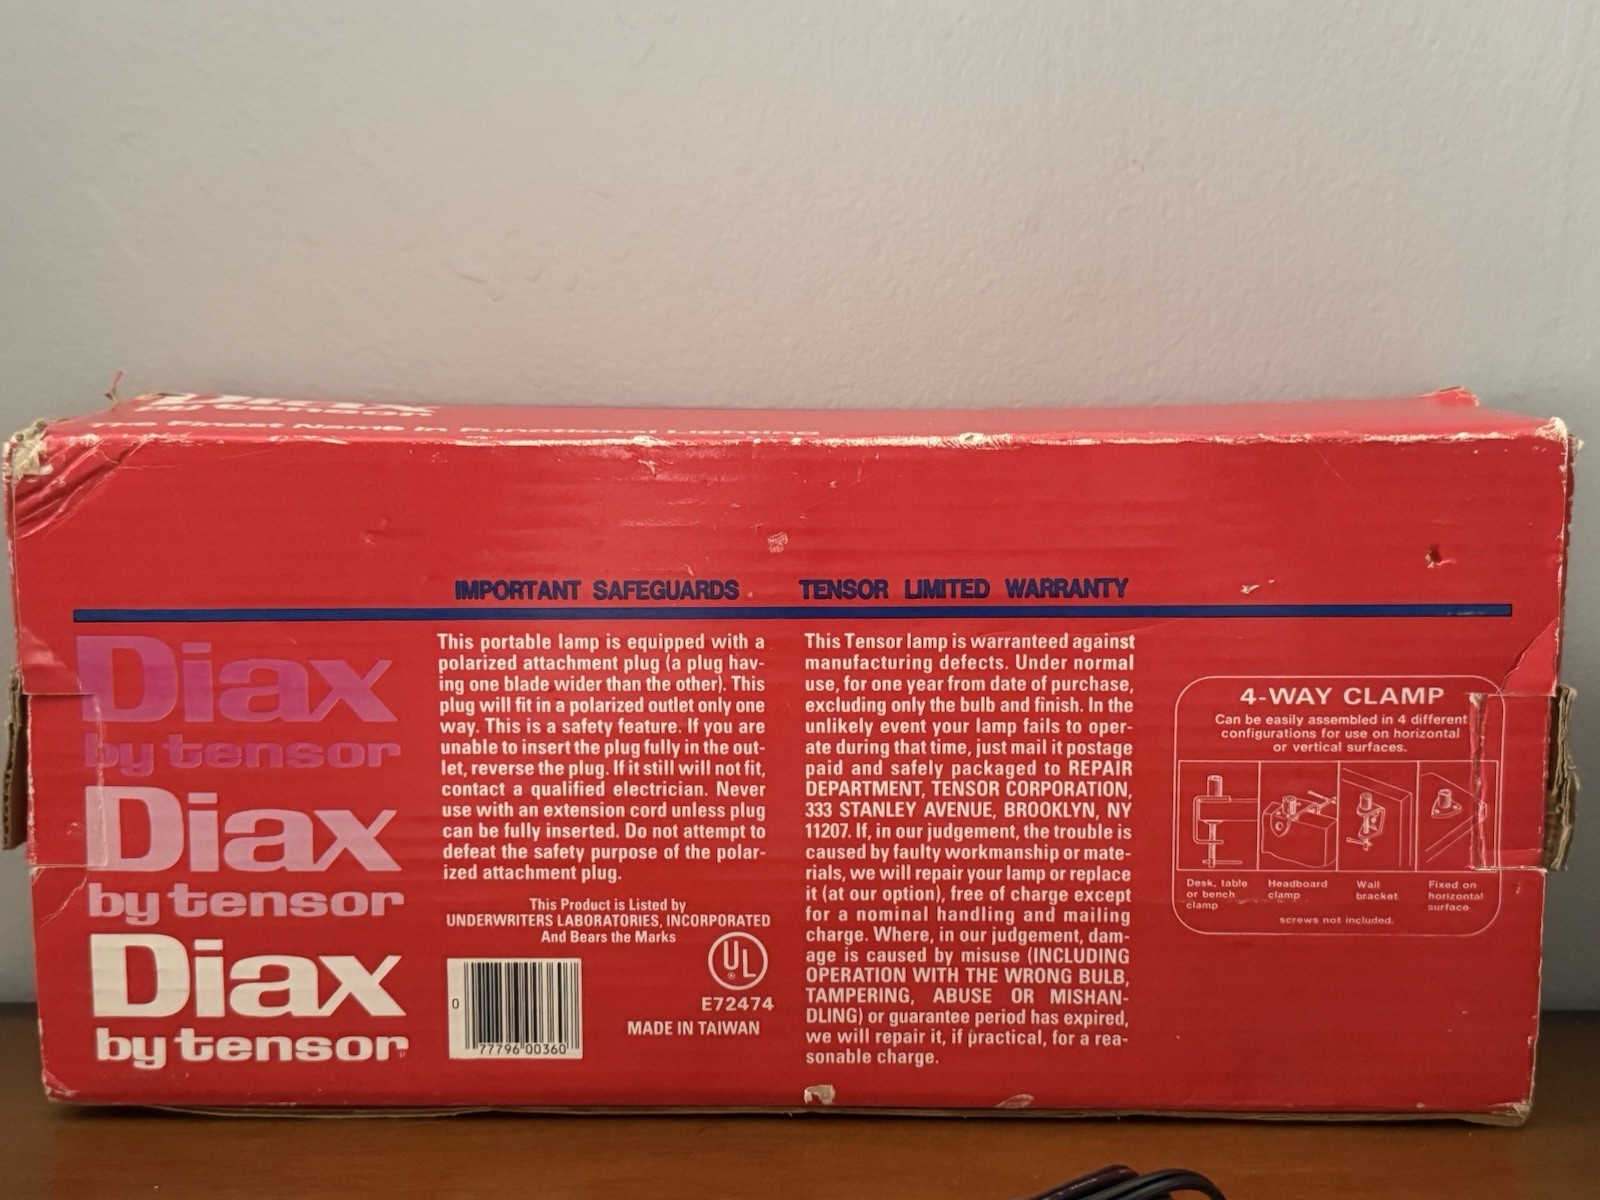 Diax
by tensor
The Finest Name in Functional Lighting
IMPORTANT SAFEGUARDS
This portable lamp is equipped with a
polarized attachment plug (a plug hav-
ing one blade wider than the other). This
plug will fit in a polarized outlet only one
way. This is a safety feature. If you are
unable to insert the plug fully in the out-
let, reverse the plug. If it still will not fit,
contact a qualified electrician. Never
use with an extension cord unless plug
can be fully inserted. Do not attempt to
defeat the safety purpose of the polar-
ized attachment plug.
This Product is Listed by
UNDERWRITERS LABORATORIES, INCORPORATED
And Bears the Marks
UL
E72474
MADE IN TAIWAN
0
77796 00360
TENSOR LIMITED WARRANTY
This Tensor lamp is warranteed against
manufacturing defects. Under normal
use, for one year from date of purchase,
excluding only the bulb and finish. In the
unlikely event your lamp fails to oper-
ate during that time, just mail it postage
paid and safely packaged to REPAIR
DEPARTMENT, TENSOR CORPORATION,
333 STANLEY AVENUE, BROOKLYN, NY
11207. If, in our judgement, the trouble is
caused by faulty workmanship or mate-
rials, we will repair your lamp or replace
it (at our option), free of charge except
for a nominal handling and mailing
charge. Where, in our judgement, dam-
age is caused by misuse (INCLUDING
OPERATION WITH THE WRONG BULB,
TAMPERING, ABUSE OR MISHAN-
DLING) or guarantee period has expired,
we will repair it, if practical, for a rea-
sonable charge.
Diax
by tensor
Diax
by tensor
Diax
by tensor
4-WAY CLAMP
Can be easily assembled in 4 different
configurations for use on horizontal
or vertical surfaces.
Desk, table
or bench
clamp
Headboard
clamp
Wall
bracket
Fixed on
horizontal
surface
screws not included.